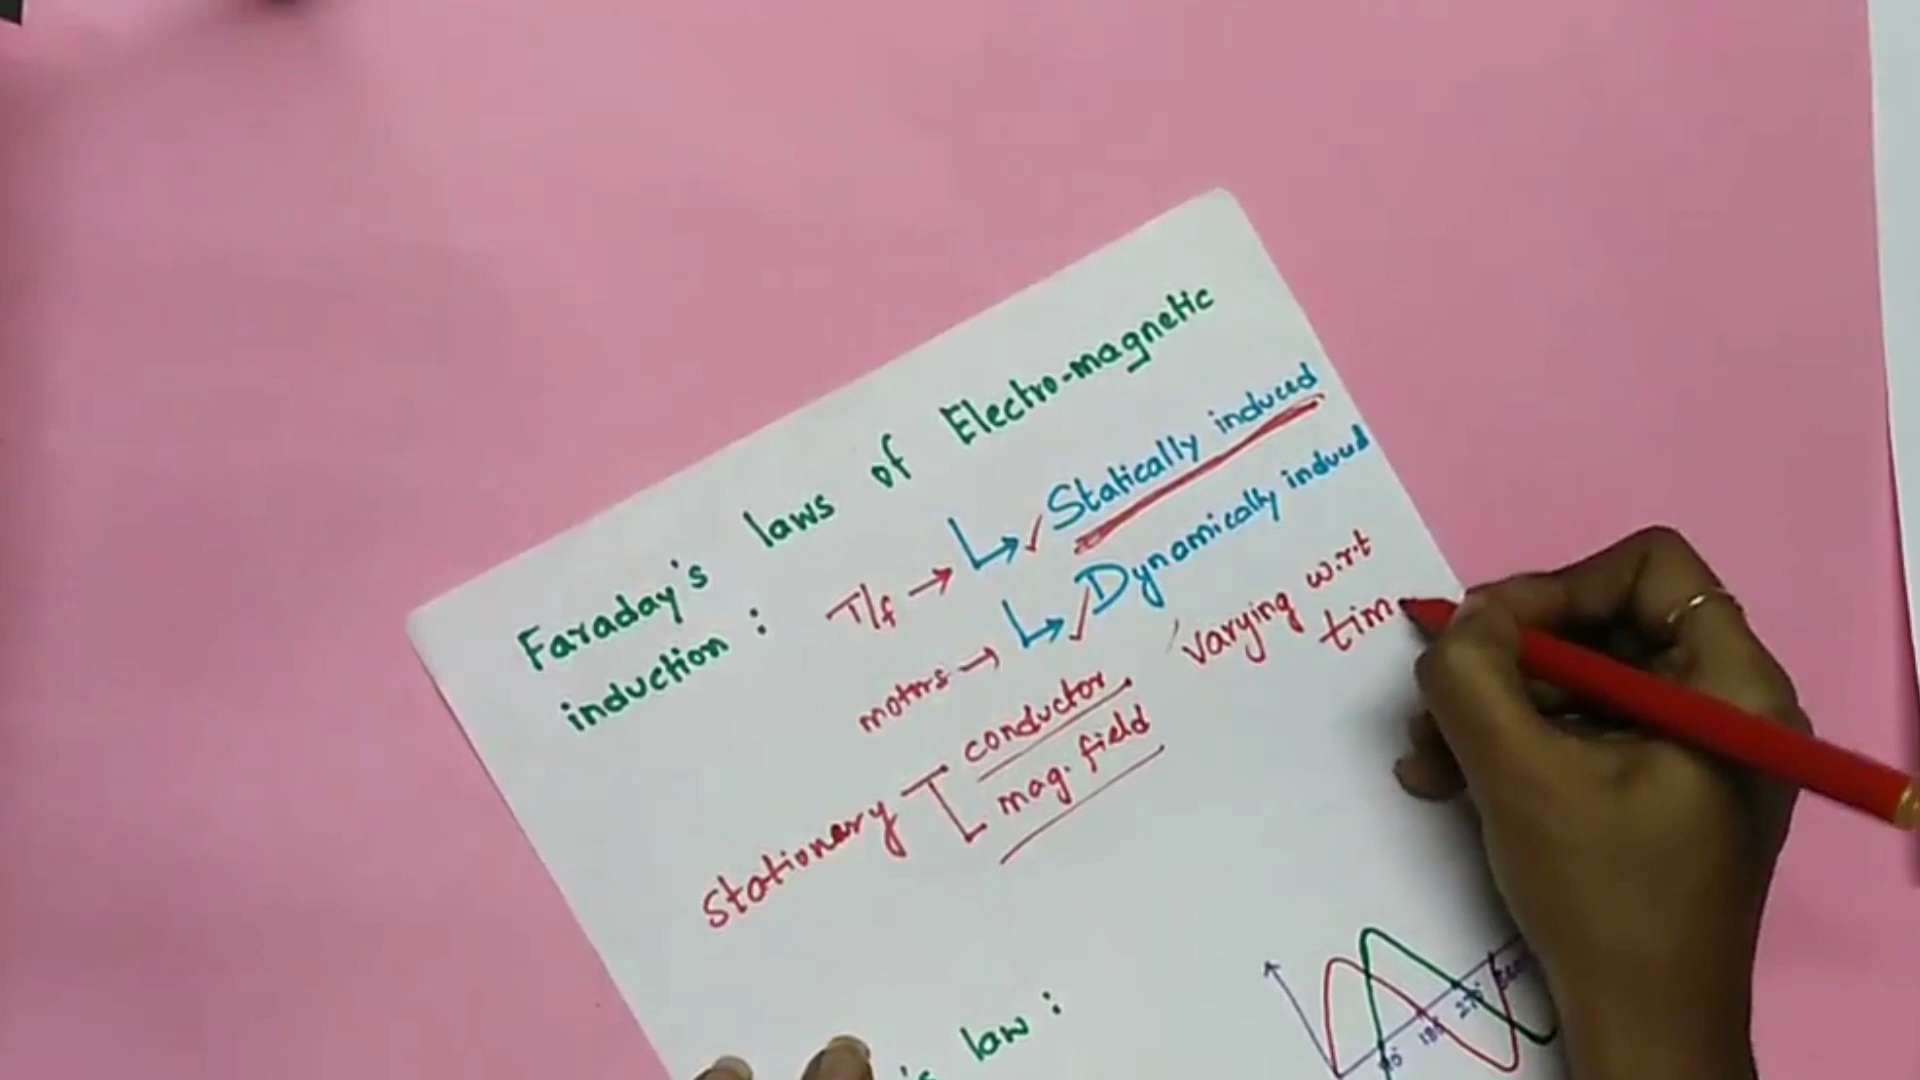 Faraday's laws of Electro-magnetic
induction :
T/f → Statically induced
motors → Dynamically induced
Stationary
conductor
mag. field
varying w.r.t
tim
law :
90°
180
270°